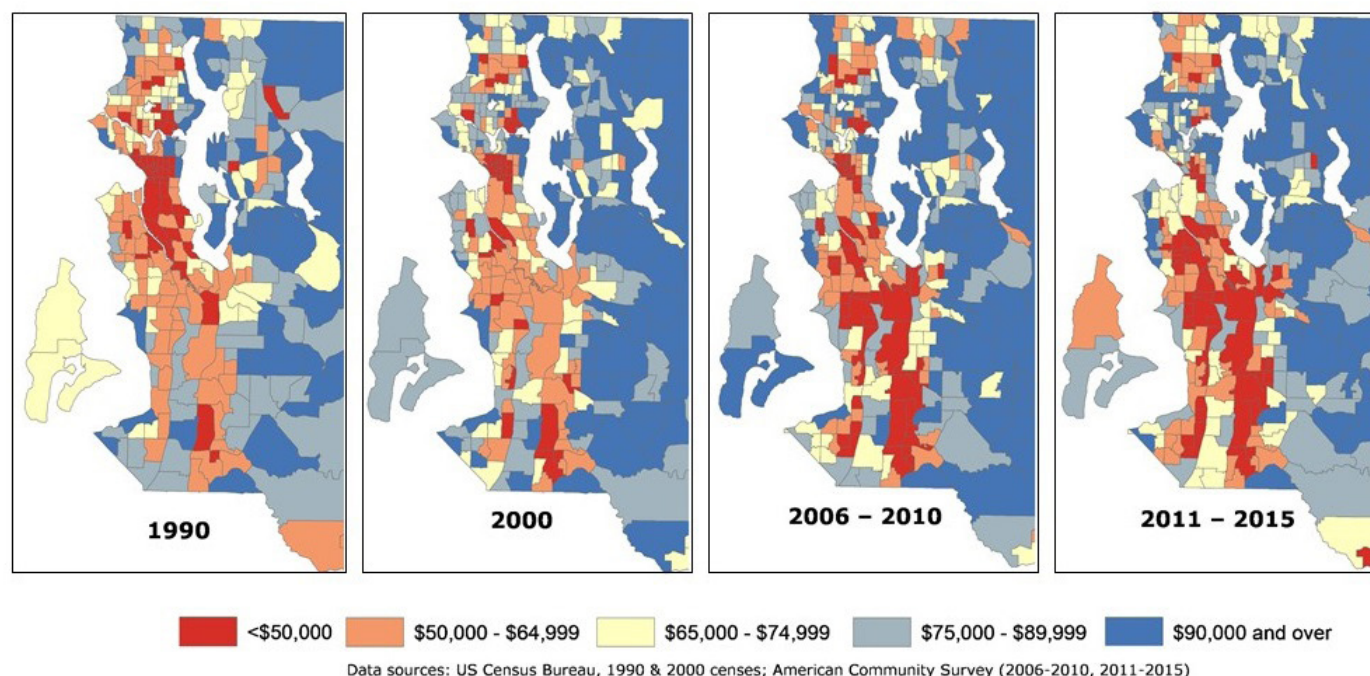 1990
2000
2006 – 2010
2011 – 2015
<$50,000
$50,000 - $64,999
$65,000 - $74,999
$75,000 - $89,999
$90,000 and over
Data sources: US Census Bureau, 1990 & 2000 censes; American Community Survey (2006-2010, 2011-2015)